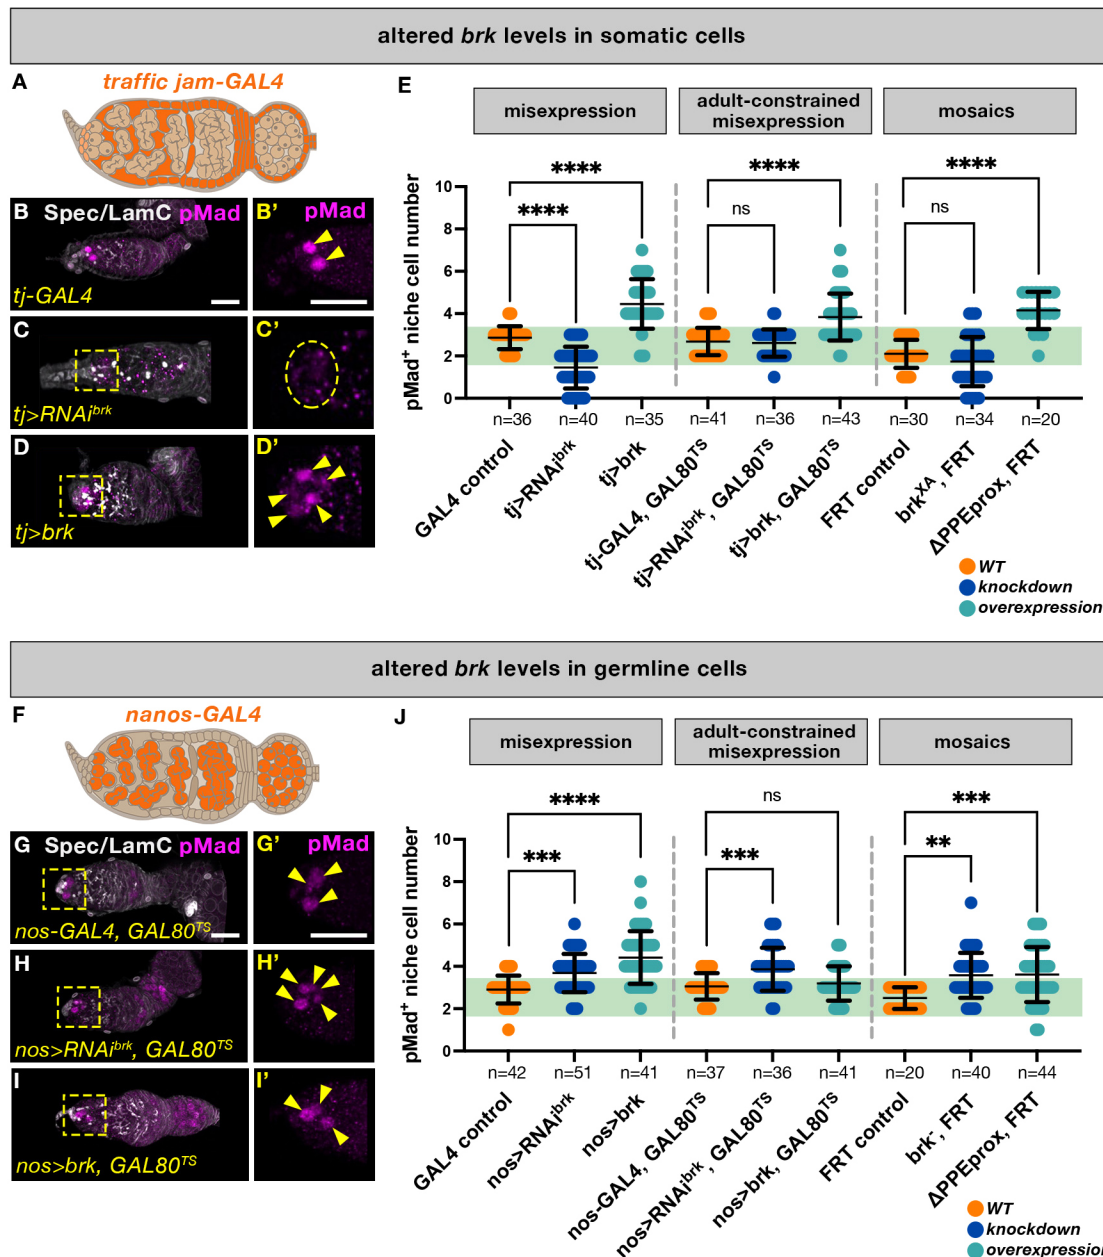 altered brk levels in somatic cells
A
traffic jam-GAL4
B Spec/LamC pMad
tj-GAL4
B' pMad
C
tj>RNAi^brk
C'
D
tj>brk
D'
E
misexpression
adult-constrained
misexpression
mosaics
pMad⁺ niche cell number
10
8
6
4
2
0
****
****
ns
****
ns
****
n=36
n=40
n=35
n=41
n=36
n=43
n=30
n=34
n=20
GAL4 control
tj>RNAi^brk
tj>brk
tj-GAL4, GAL80^TS
tj>RNAi^brk, GAL80^TS
tj>brk, GAL80^TS
FRT control
brk^XA, FRT
ΔPPEprox, FRT
WT
knockdown
overexpression
altered brk levels in germline cells
F
nanos-GAL4
G Spec/LamC pMad
nos-GAL4, GAL80^TS
G' pMad
H
nos>RNAi^brk, GAL80^TS
H'
I
nos>brk, GAL80^TS
I'
J
misexpression
adult-constrained
misexpression
mosaics
pMad⁺ niche cell number
10
8
6
4
2
0
***
****
***
ns
**
***
n=42
n=51
n=41
n=37
n=36
n=41
n=20
n=40
n=44
GAL4 control
nos>RNAi^brk
nos>brk
nos-GAL4, GAL80^TS
nos>RNAi^brk, GAL80^TS
nos>brk, GAL80^TS
FRT control
brk^-, FRT
ΔPPEprox, FRT
WT
knockdown
overexpression